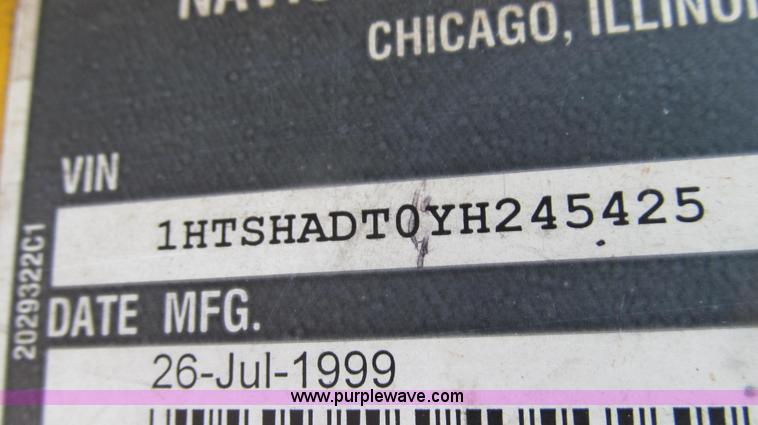 CHICAGO, ILLINOI
VIN
1HTSHADT0YH245425
2029322C1
DATE MFG.
26-Jul-1999
www.purplewave.com